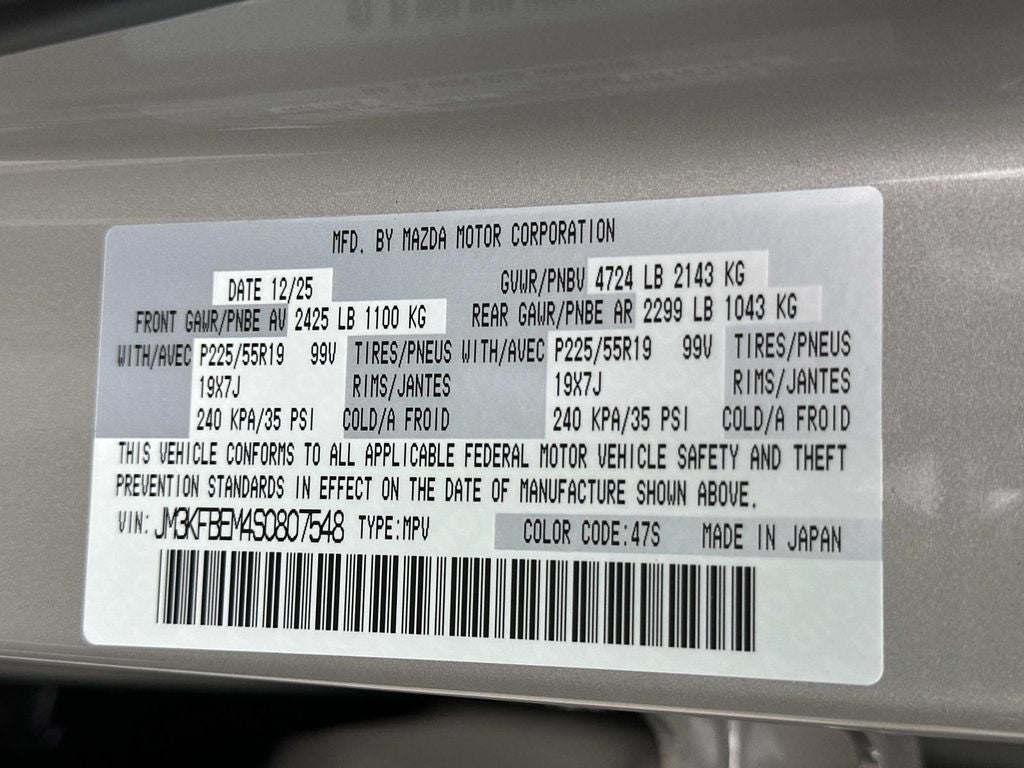 MFD. BY MAZDA MOTOR CORPORATION
DATE 12/25 GVWR/PNBV 4724 LB 2143 KG
FRONT GAWR/PNBE AV 2425 LB 1100 KG REAR GAWR/PNBE AR 2299 LB 1043 KG
WITH/AVEC P225/55R19 99V TIRES/PNEUS WITH/AVEC P225/55R19 99V TIRES/PNEUS
19X7J RIMS/JANTES 19X7J RIMS/JANTES
240 KPA/35 PSI COLD/A FROID 240 KPA/35 PSI COLD/A FROID
THIS VEHICLE CONFORMS TO ALL APPLICABLE FEDERAL MOTOR VEHICLE SAFETY AND THEFT
PREVENTION STANDARDS IN EFFECT ON THE DATE OF MANUFACTURE SHOWN ABOVE.
VIN: JM3KFBEM4S0807548 TYPE:MPV COLOR CODE:47S MADE IN JAPAN